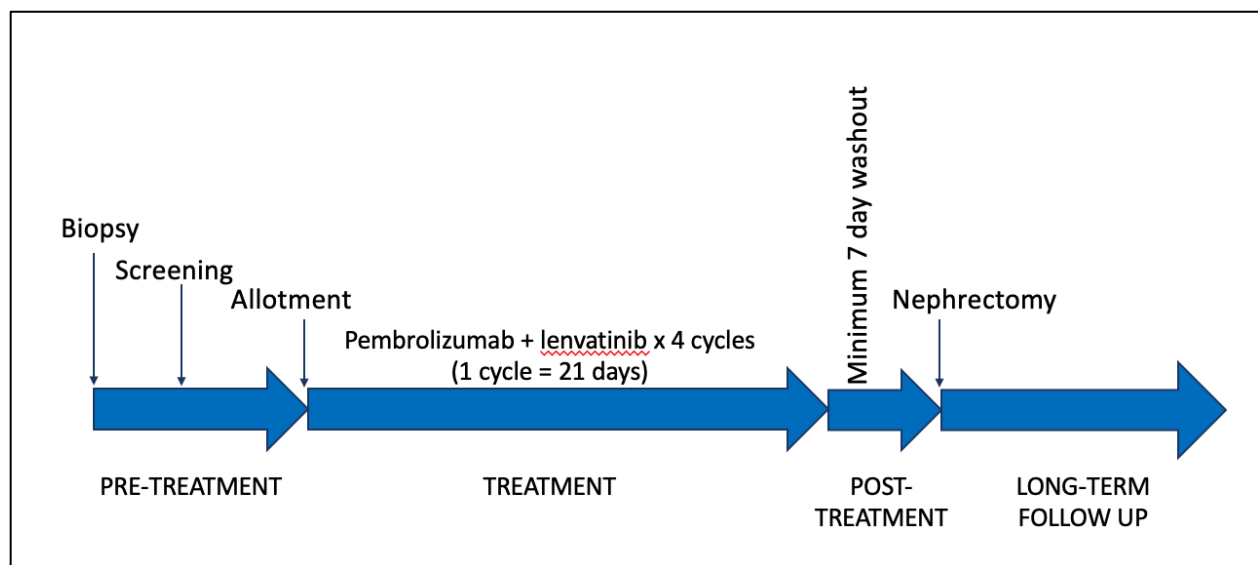 Biopsy
Screening
Allotment
Pembrolizumab + lenvatinib x 4 cycles
(1 cycle = 21 days)
Minimum 7 day washout
Nephrectomy
PRE-TREATMENT
TREATMENT
POST-
TREATMENT
LONG-TERM
FOLLOW UP